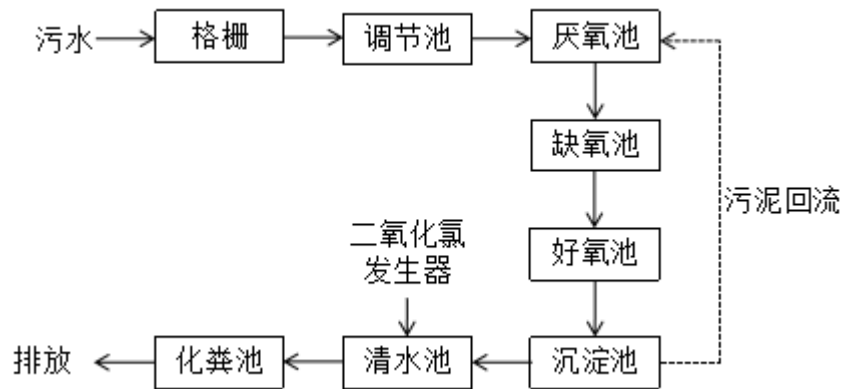 污水
格栅
调节池
厌氧池
缺氧池
污泥回流
二氧化氯
发生器
好氧池
排放
化粪池
清水池
沉淀池